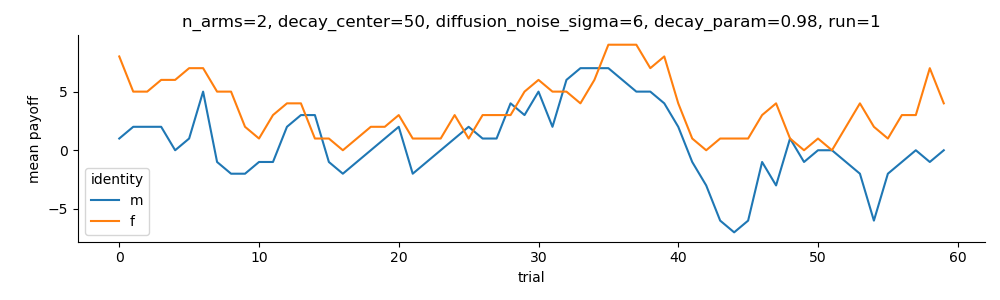 n_arms=2, decay_center=50, diffusion_noise_sigma=6, decay_param=0.98, run=1
mean payoff
5
0
−5
identity
m
f
0 10 20 30 40 50 60
trial